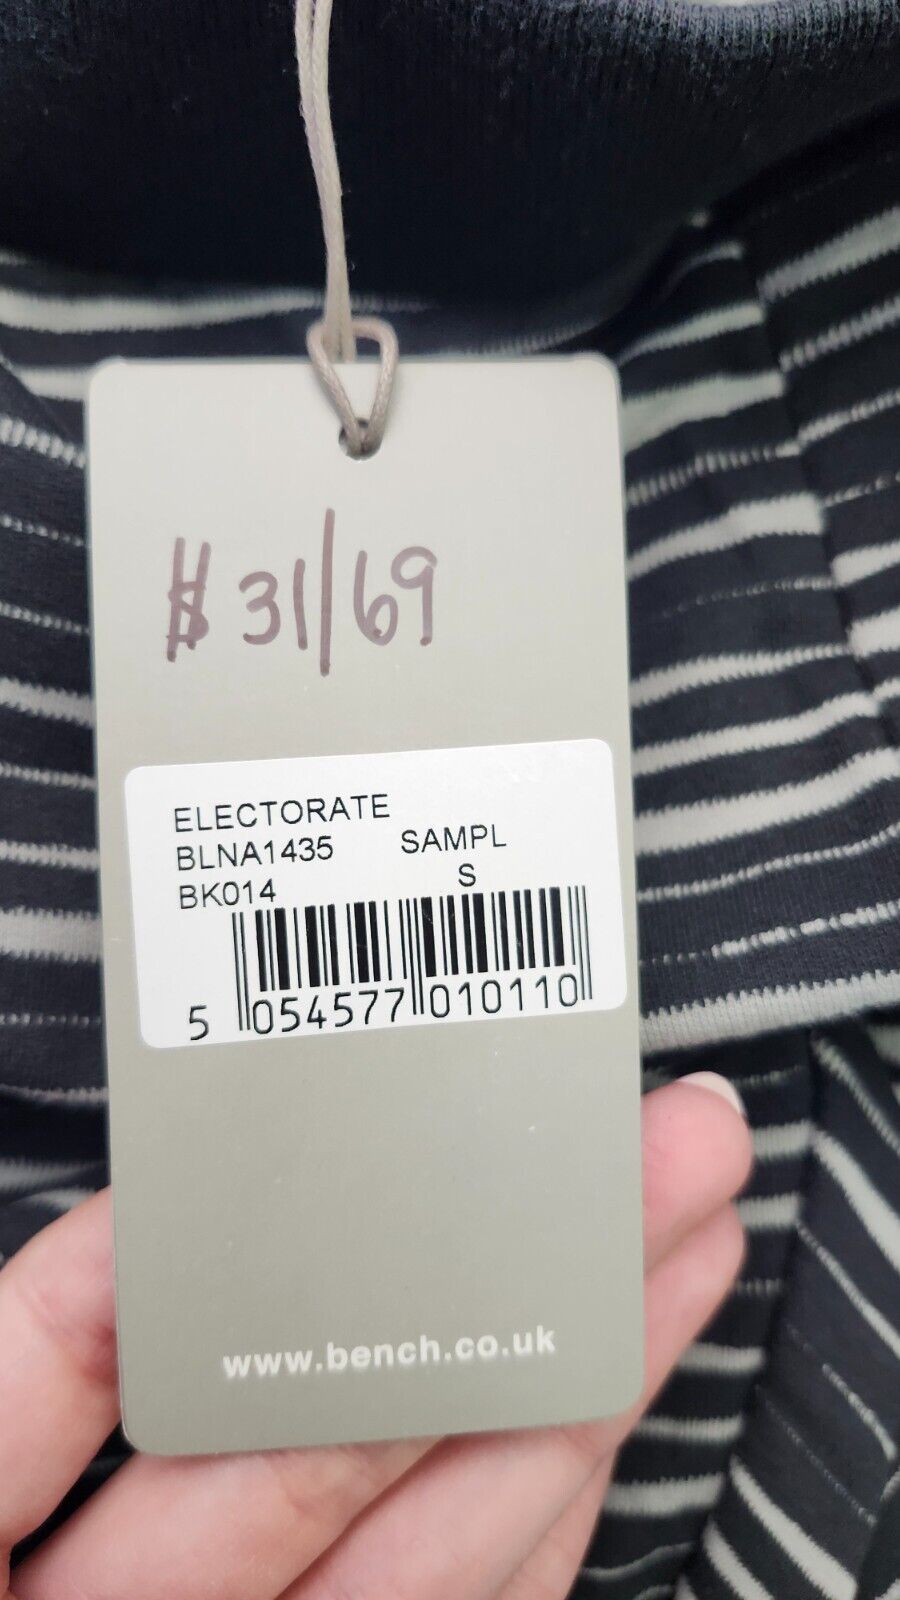 $ 31/69
ELECTORATE
BLNA1435 SAMPL
BK014 S
5 054577 010110
www.bench.co.uk